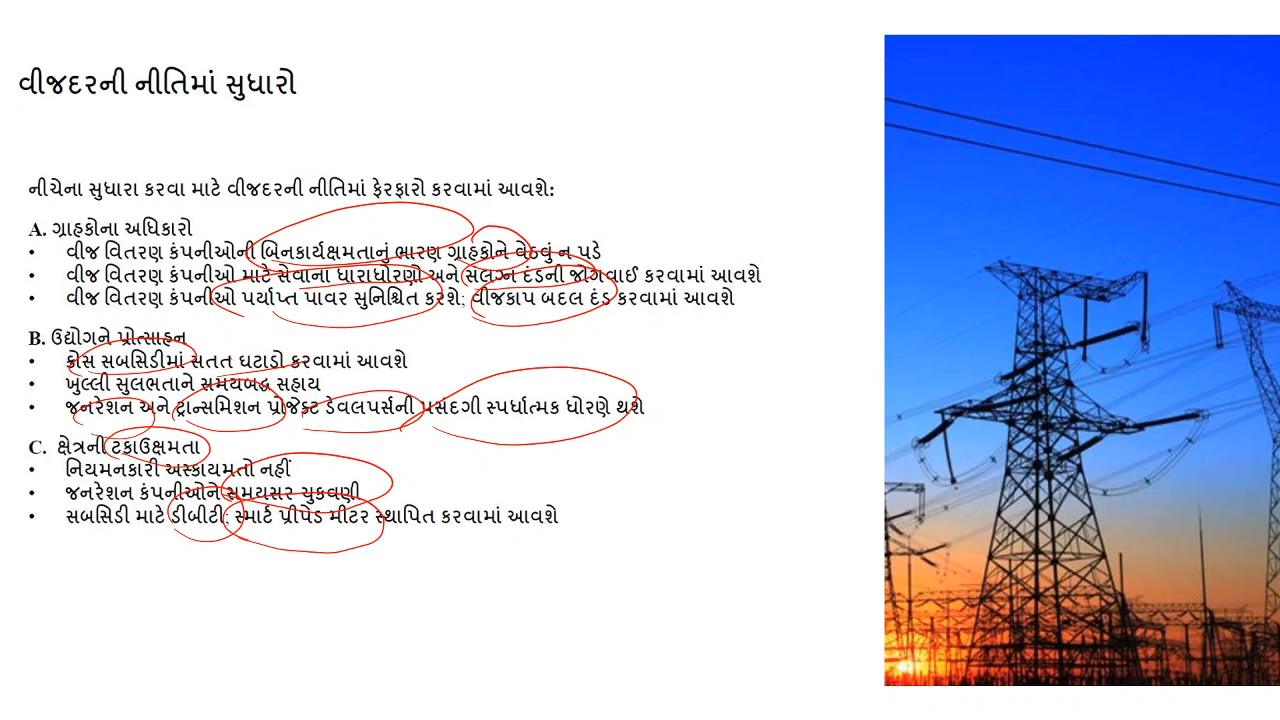 વીજદરની નીતિમાં સુધારો
નીચેના સુધારા કરવા માટે વીજદરની નીતિમાં ફેરફારો કરવામાં આવશે:
A. ગ્રાહકોના અધિકારો
• વીજ વિતરણ કંપનીઓની બિનકાર્યક્ષમતાનું ભારણ ગ્રાહકોને વેઠવું ન પડે
• વીજ વિતરણ કંપનીઓ માટે સેવાના ધારાધોરણો અને સંલગ્ન દંડની જોગવાઈ કરવામાં આવશે
• વીજ વિતરણ કંપનીઓ પર્યાપ્ત પાવર સુનિશ્ચિત કરશે; વીજકાપ બદલ દંડ કરવામાં આવશે
B. ઉદ્યોગને પ્રોત્સાહન
• ક્રોસ સબસિડીમાં સતત ઘટાડો કરવામાં આવશે
• ખુલ્લી સુલભતાને સમયબદ્ધ સહાય
• જનરેશન અને ટ્રાન્સમિશન પ્રોજેક્ટ ડેવલપર્સની પસંદગી સ્પર્ધાત્મક ધોરણે થશે
C. ક્ષેત્રની ટકાઉક્ષમતા
• નિયમનકારી અસ્કાયમતો નહીં
• જનરેશન કંપનીઓને સમયસર ચુકવણી
• સબસિડી માટે ડીબીટી; સ્માર્ટ પ્રીપેડ મીટર સ્થાપિત કરવામાં આવશે